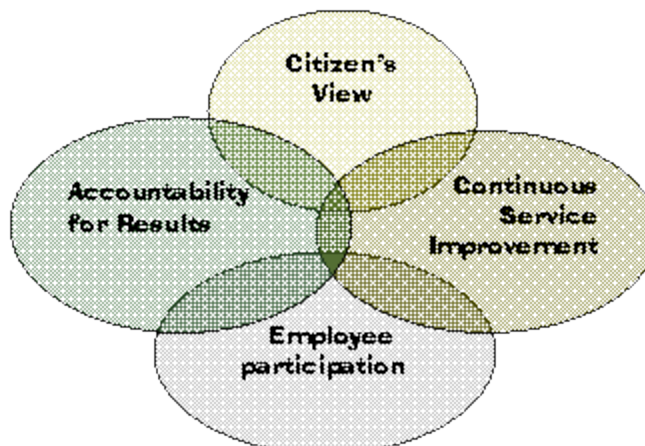 Citizen's
View
Accountability
for Results
Continuous
Service
Improvement
Employee
participation